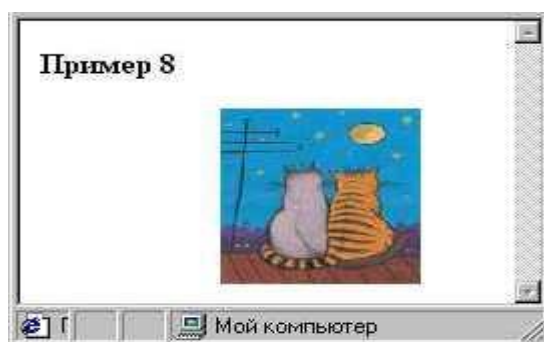 Пример 8
Мой компьютер